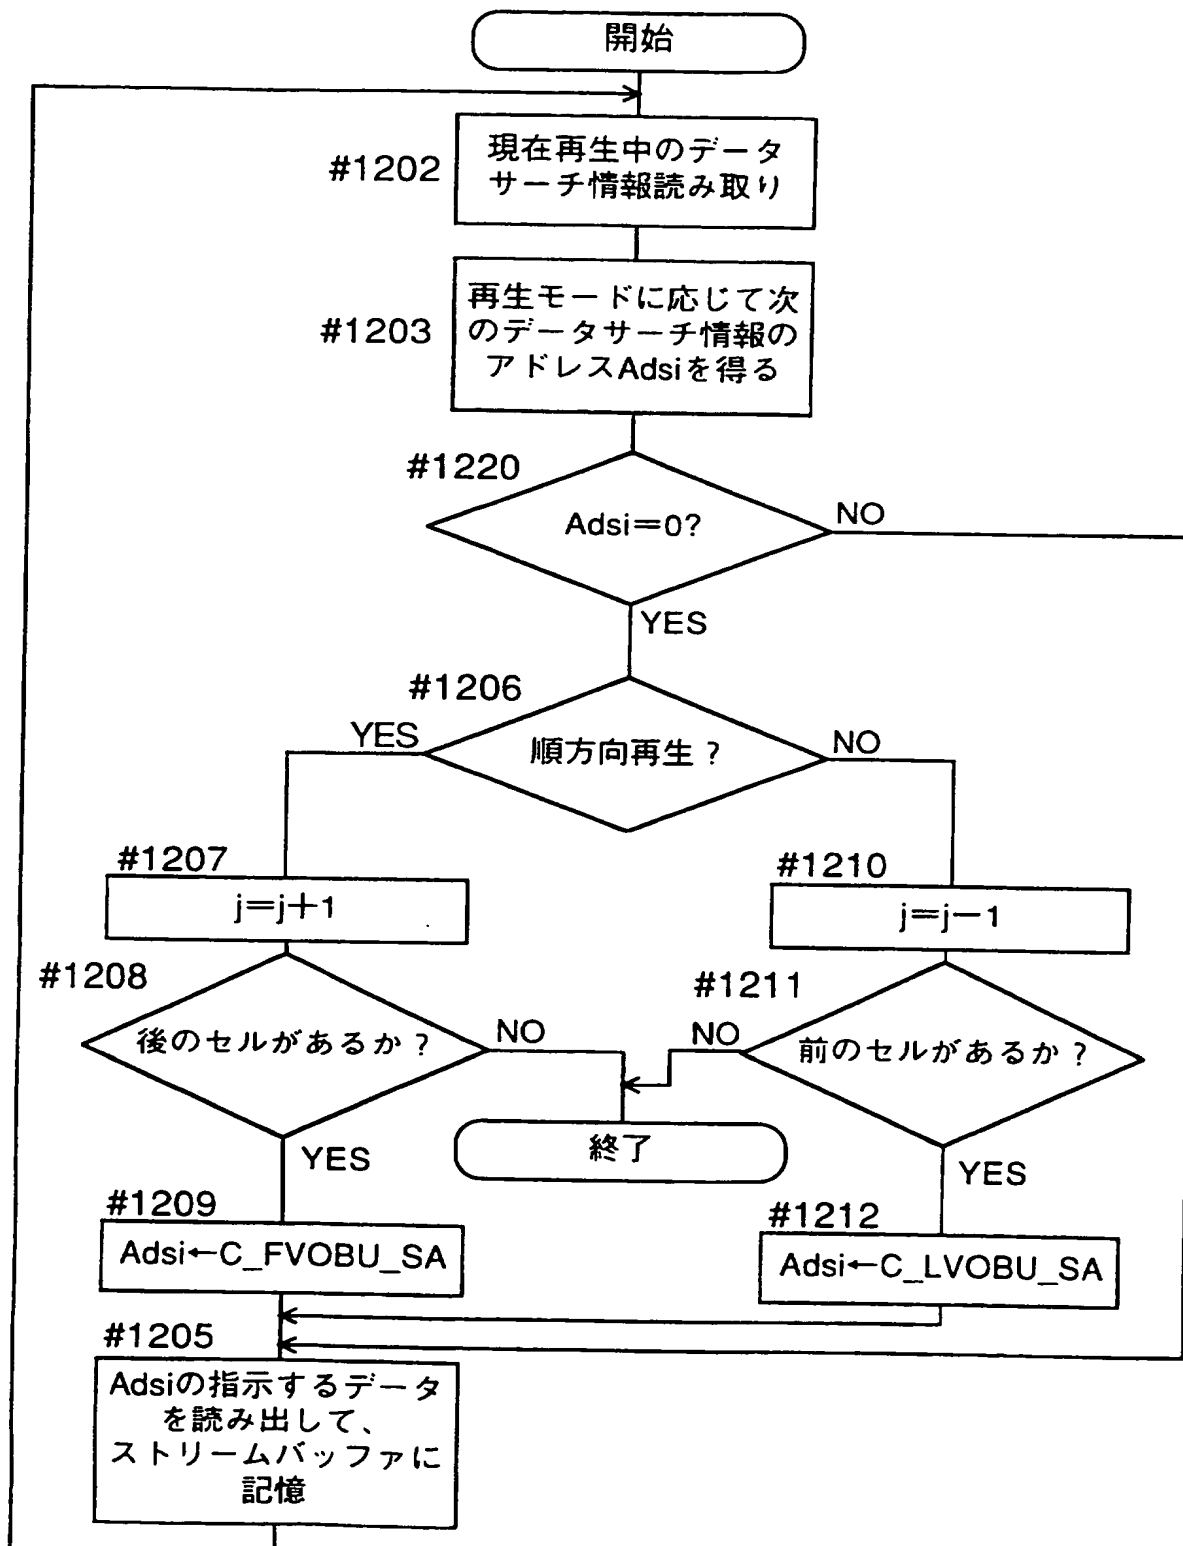 開始
#1202
現在再生中のデータ
サーチ情報読み取り
#1203
再生モードに応じて次
のデータサーチ情報の
アドレスAdsiを得る
#1220
Adsi=0?
NO
YES
#1206
YES
順方向再生?
NO
#1207
j=j+1
#1210
j=j−1
#1208
後のセルがあるか?
NO
#1211
NO
前のセルがあるか?
YES
終了
YES
#1209
Adsi←C_FVOBU_SA
#1212
Adsi←C_LVOBU_SA
#1205
Adsiの指示するデータ
を読み出して、
ストリームバッファに
記憶